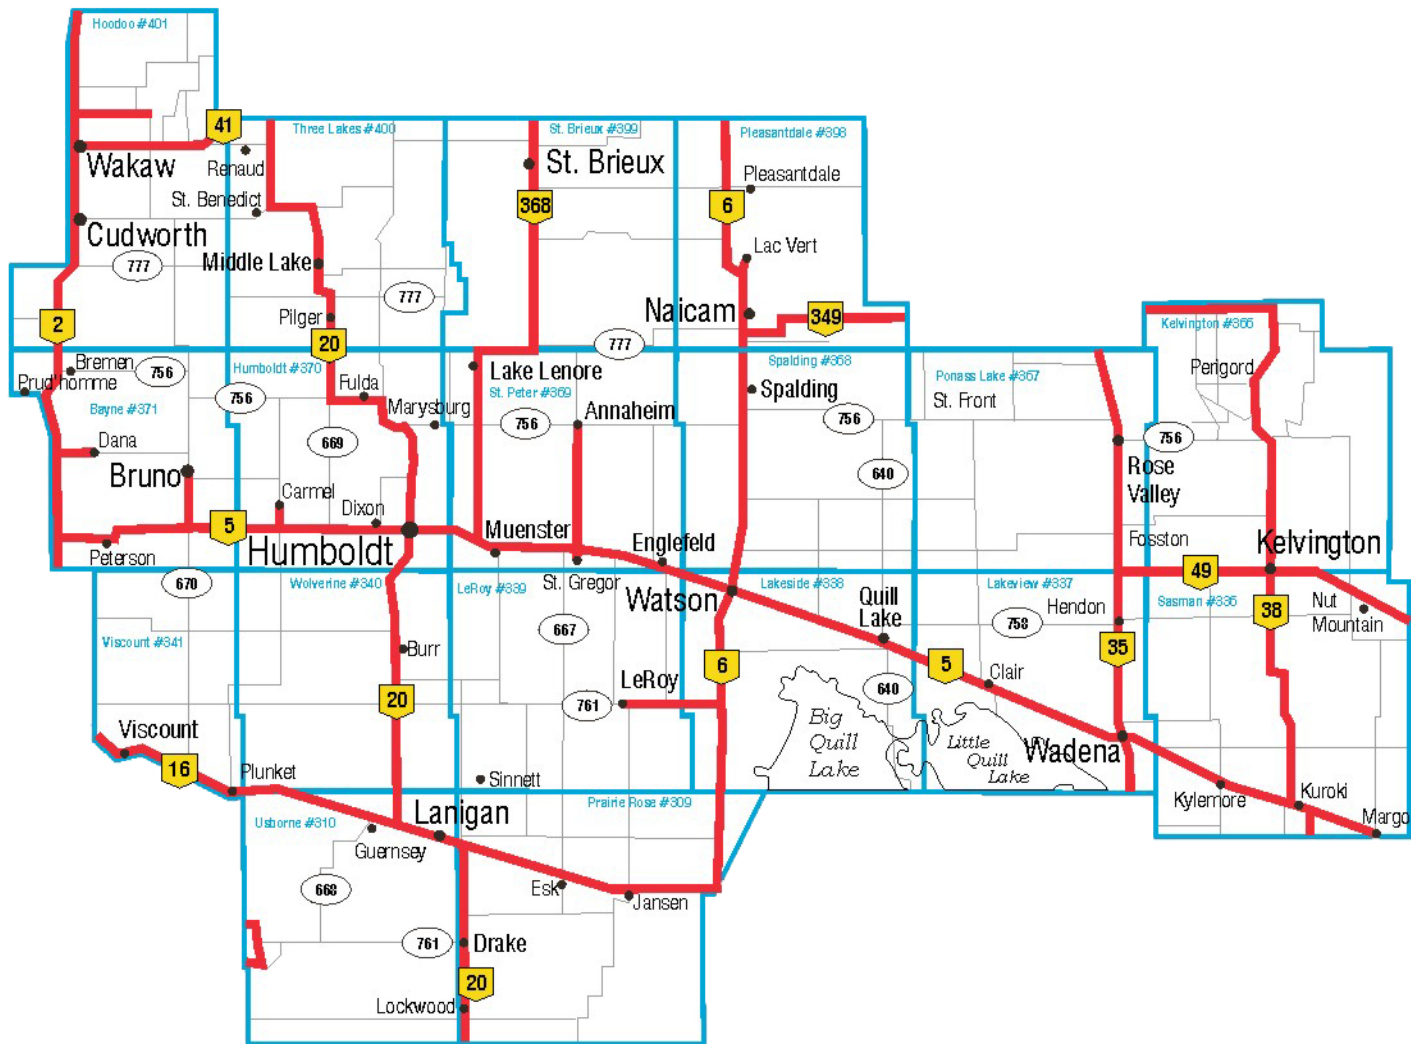 Hoodoo #401
41
Three Lakes #400
St. Brieux #399
Pleasantdale #398
Wakaw
Renaud
St. Brieux
Pleasantdale
St. Benedict
368
6
Cudworth
Lac Vert
777
Middle Lake
777
Naicam
2
Pilger
349
20
777
Kelvington #366
Bremen
756
Humboldt #370
Lake Lenore
Spalding #368
Ponass Lake #367
Perigord
Prud'homme
Fulda
St. Peter #369
Spalding
St. Front
Bayne #371
756
Marysburg
756
Annaheim
756
756
Dana
669
640
Rose
Valley
Bruno
Carmel
Dixon
5
Muenster
Englefeld
Fosston
Kelvington
Humboldt
Peterson
St. Gregor
49
670
Wolverine #340
LeRoy #339
Watson
Lakeside #338
Lakeview #337
Sasman #336
Quill
Lake
Hendon
38
Nut
Mountain
667
758
Viscount #341
Burr
6
5
35
20
LeRoy
640
Clair
761
Big
Quill
Lake
Little
Quill
Lake
Wadena
Viscount
16
Plunket
Sinnett
Kylemore
Kuroki
Margo
Usborne #310
Lanigan
Prairie Rose #309
Guernsey
668
Esk
Jansen
761
Drake
20
Lockwood